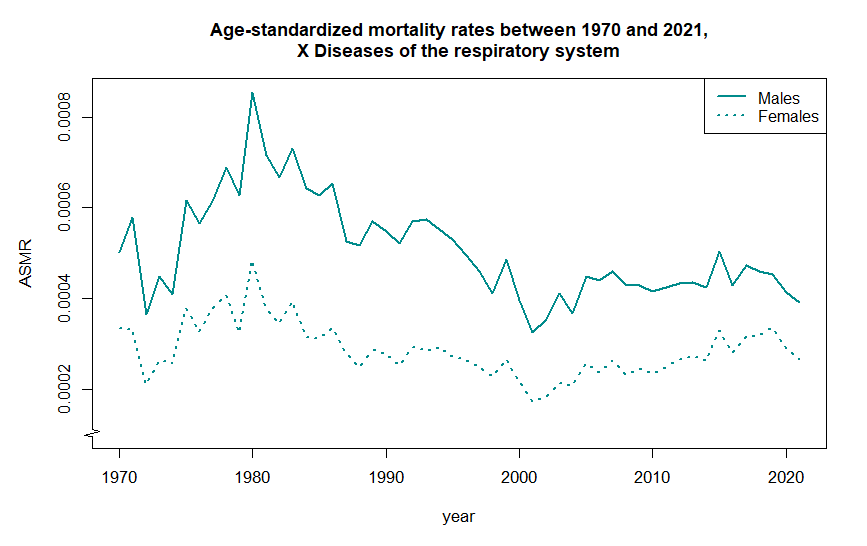 Age-standardized mortality rates between 1970 and 2021,
X Diseases of the respiratory system
Males
Females
0.0008
0.0006
0.0004
0.0002
ASMR
1970 1980 1990 2000 2010 2020
year